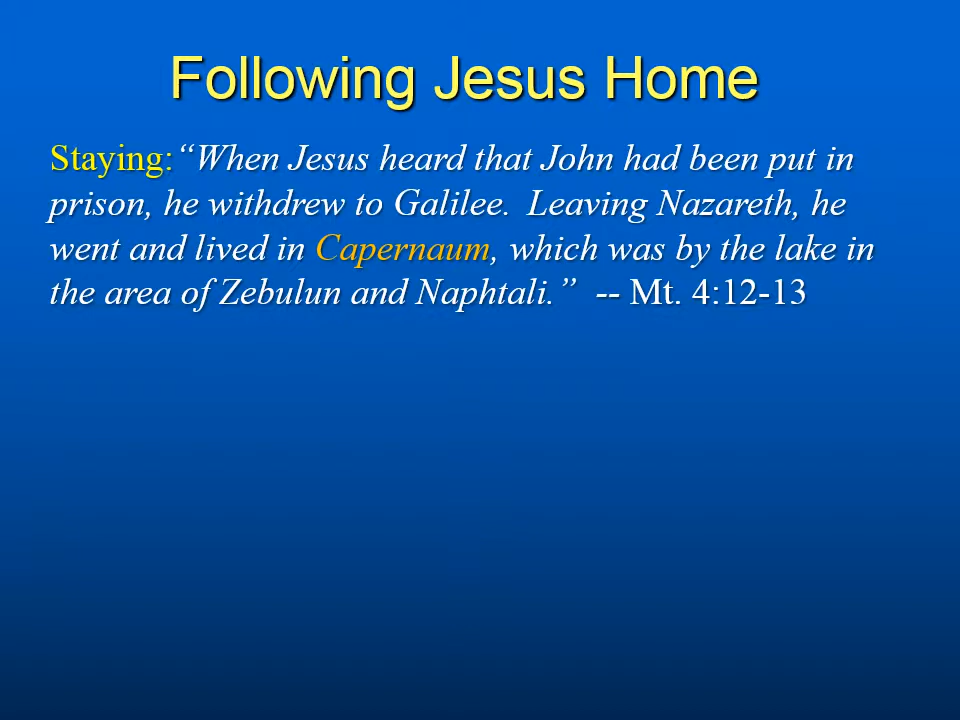 Following Jesus Home
Staying: “When Jesus heard that John had been put in
prison, he withdrew to Galilee.  Leaving Nazareth, he
went and lived in Capernaum, which was by the lake in
the area of Zebulun and Naphtali.”  -- Mt. 4:12-13